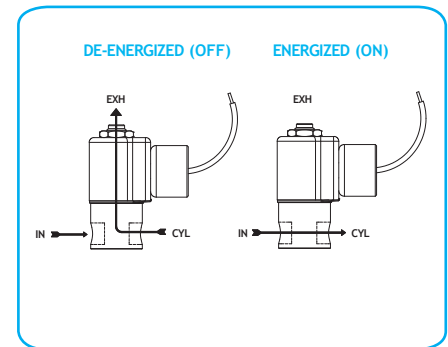 DE-ENERGIZED (OFF)
ENERGIZED (ON)
EXH
EXH
IN
CYL
IN
CYL